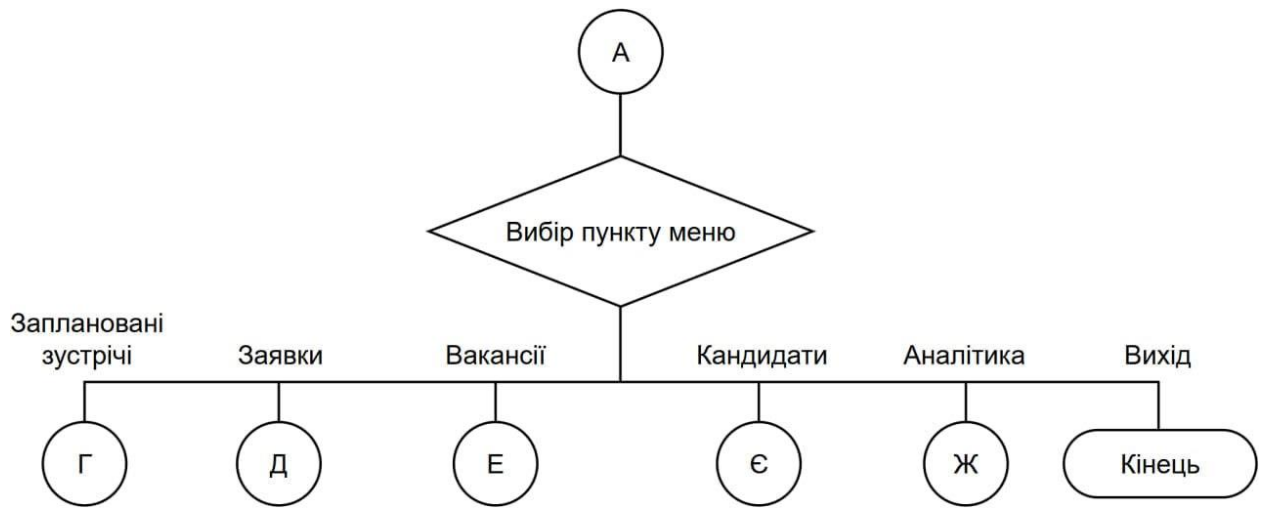 А
Вибір пункту меню
Заплановані
зустрічі
Заявки
Вакансії
Кандидати
Аналітика
Вихід
Г
Д
Е
Є
Ж
Кінець